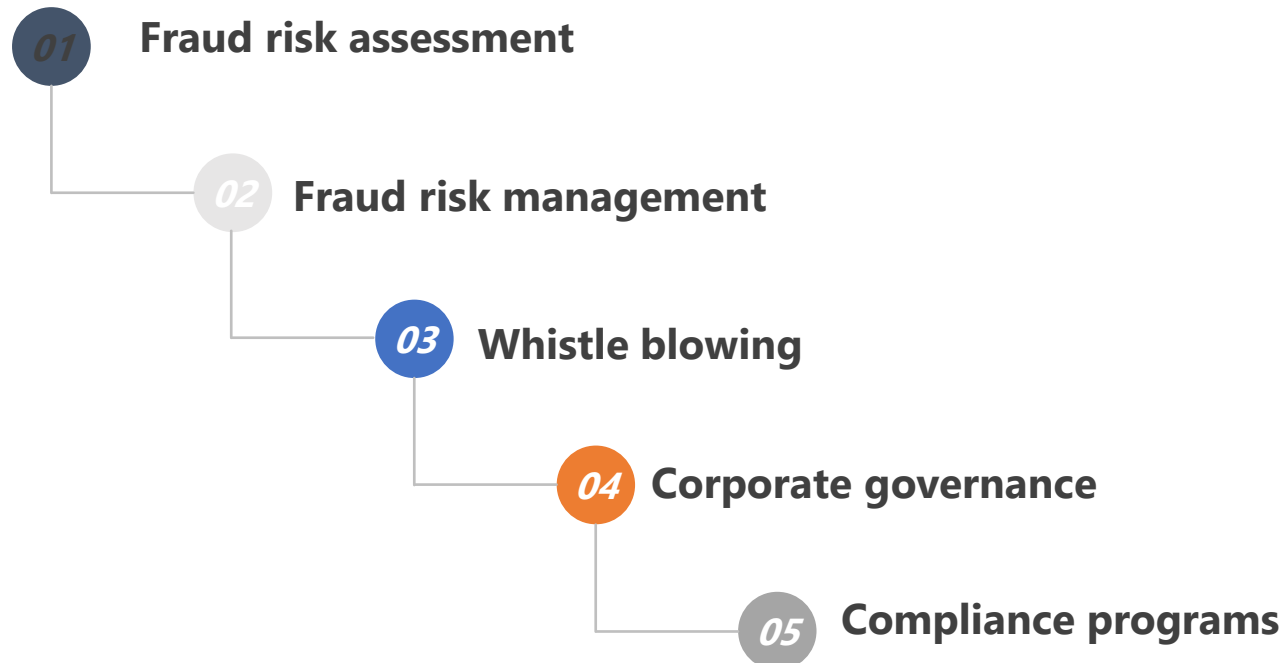 01
Fraud risk assessment
02
Fraud risk management
03
Whistle blowing
04
Corporate governance
05
Compliance programs